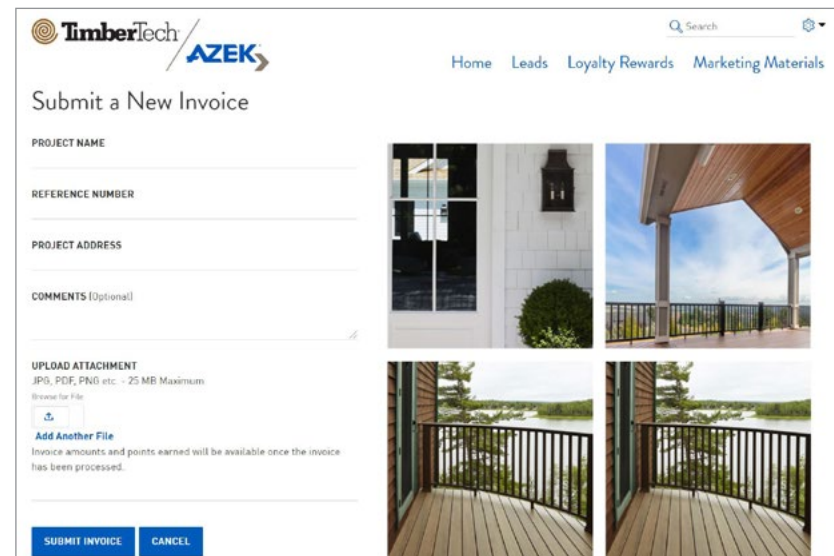 TimberTech
AZEK
Search
Home Leads Loyalty Rewards Marketing Materials
Submit a New Invoice
PROJECT NAME
REFERENCE NUMBER
PROJECT ADDRESS
COMMENTS (Optional)
UPLOAD ATTACHMENT
JPG, PDF, PNG etc. - 25 MB Maximum
Browse for File
Add Another File
Invoice amounts and points earned will be available once the invoice
has been processed.
SUBMIT INVOICE CANCEL